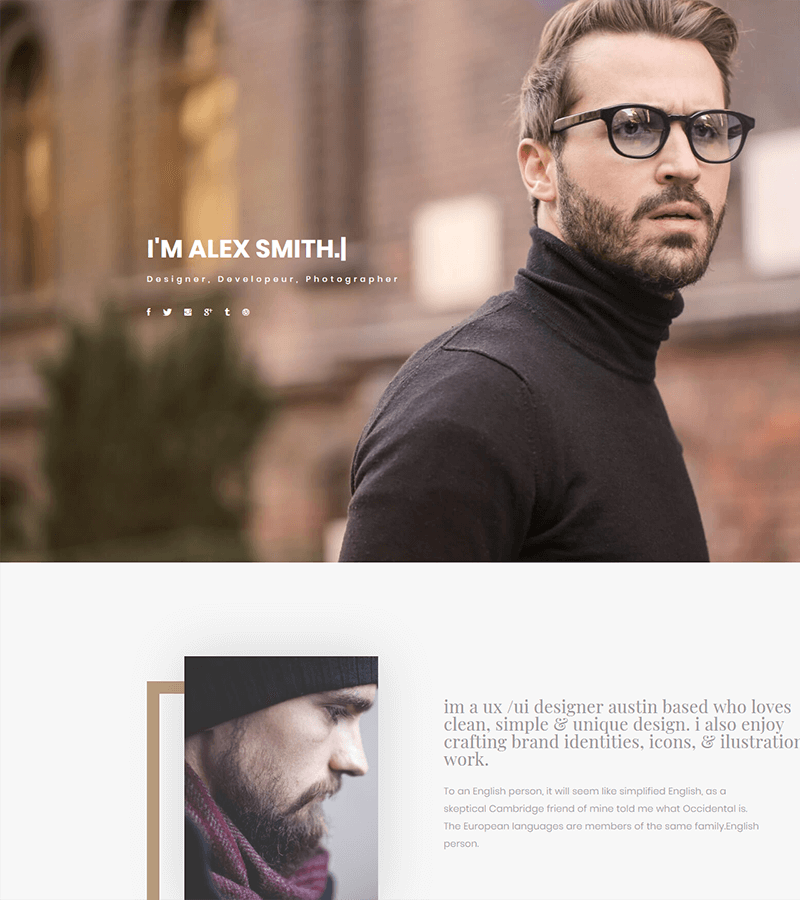 I'M ALEX SMITH.
Designer, Developeur, Photographer
im a ux /ui designer austin based who loves
clean, simple & unique design. i also enjoy
crafting brand identities, icons, & ilustration
work.
To an English person, it will seem like simplified English, as a
skeptical Cambridge friend of mine told me what Occidental is.
The European languages are members of the same family.English
person.